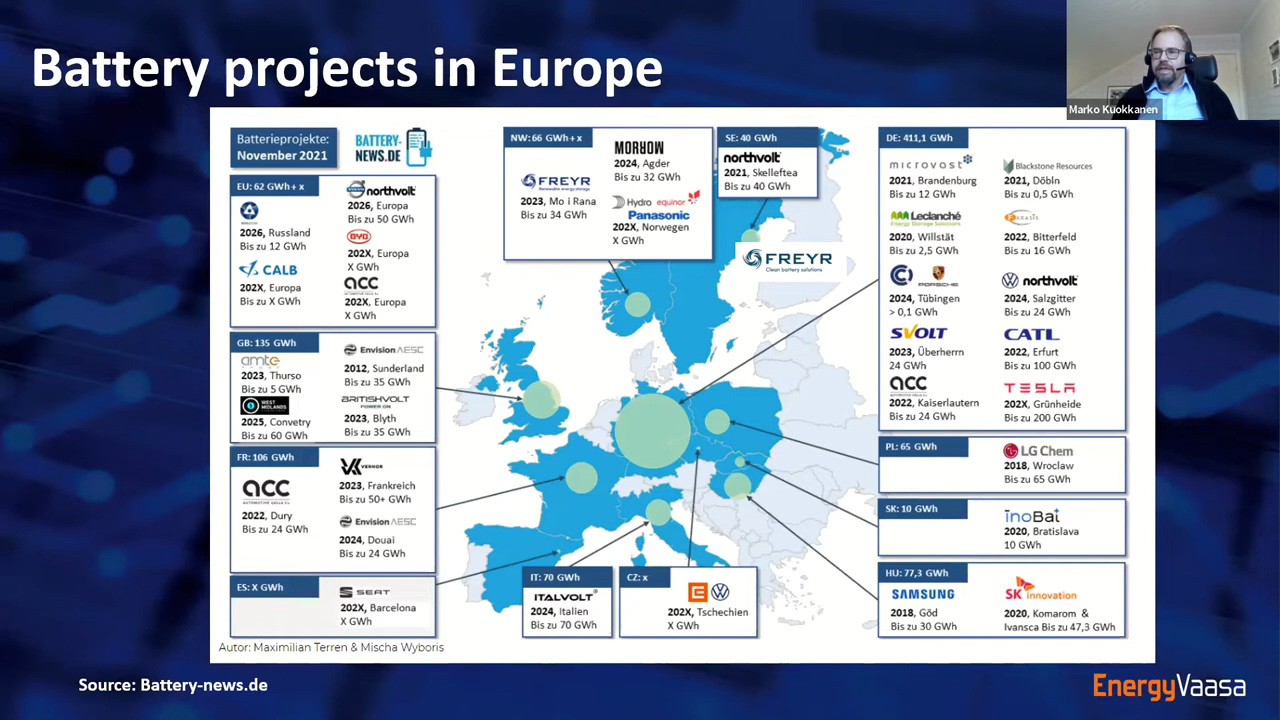 Battery projects in Europe
Marko Kuokkanen
Batterieprojekte:
November 2021
BATTERY-
NEWS.DE
EU: 62 GWh+ x
2026, Russland
Bis zu 12 GWh
CALB
202X, Europa
Bis zu X GWh
northvolt
2026, Europa
Bis zu 50 GWh
BYD
202X, Europa
X GWh
acc
202X, Europa
X GWh
GB: 135 GWh
amte
2023, Thurso
Bis zu 5 GWh
WEST
MIDLANDS
2025, Convetry
Bis zu 60 GWh
Envision AESC
2012, Sunderland
Bis zu 35 GWh
BRITISHVOLT
POWER ON
2023, Blyth
Bis zu 35 GWh
FR: 106 GWh
acc
2022, Dury
Bis zu 24 GWh
VERKOR
2023, Frankreich
Bis zu 50+ GWh
Envision AESC
2024, Douai
Bis zu 24 GWh
ES: X GWh
SEAT
202X, Barcelona
X GWh
Autor: Maximilian Terren & Mischa Wyboris
NW: 66 GWh+ x
FREYR
2023, Mo i Rana
Bis zu 34 GWh
MORROW
2024, Agder
Bis zu 32 GWh
Hydro equinor
Panasonic
202X, Norwegen
X GWh
SE: 40 GWh
northvolt
2021, Skelleftea
Bis zu 40 GWh
FREYR
Clean battery solutions
IT: 70 GWh
ITALVOLT
2024, Italien
Bis zu 70 GWh
CZ: x
202X, Tschechien
X GWh
DE: 411,1 GWh
microvast
2021, Brandenburg
Bis zu 12 GWh
Leclanché
Energy Storage Solutions
2020, Willstät
Bis zu 2,5 GWh
PORSCHE
2024, Tübingen
> 0,1 GWh
SVOLT
2023, Überherrn
24 GWh
acc
2022, Kaiserlautern
Bis zu 24 GWh
Blackstone Resources
2021, Döbln
Bis zu 0,5 GWh
FARASIS
2022, Bitterfeld
Bis zu 16 GWh
northvolt
2024, Salzgitter
Bis zu 24 GWh
CATL
2022, Erfurt
Bis zu 100 GWh
TESLA
202X, Grünheide
Bis zu 200 GWh
PL: 65 GWh
LG Chem
2018, Wroclaw
Bis zu 65 GWh
SK: 10 GWh
inoBat
2020, Bratislava
10 GWh
HU: 77,3 GWh
SAMSUNG
2018, Göd
Bis zu 30 GWh
SK innovation
2020, Komarom &
Ivansca Bis zu 47,3 GWh
Source: Battery-news.de
EnergyVaasa